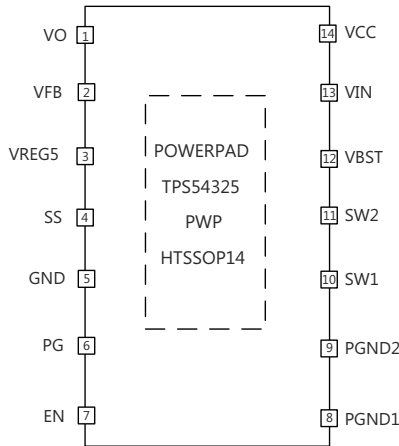 VO 1
14 VCC
VFB 2
13 VIN
VREG5 3
12 VBST
SS 4
11 SW2
GND 5
10 SW1
PG 6
9 PGND2
EN 7
8 PGND1
POWERPAD
TPS54325
PWP
HTSSOP14